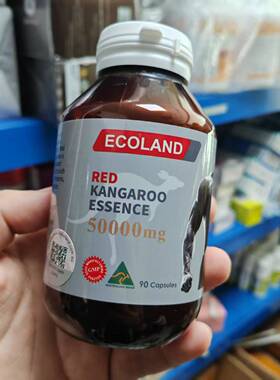 ECOLAND
RED
KANGAROO
ESSENCE
50000mg
GMP
90 Capsules